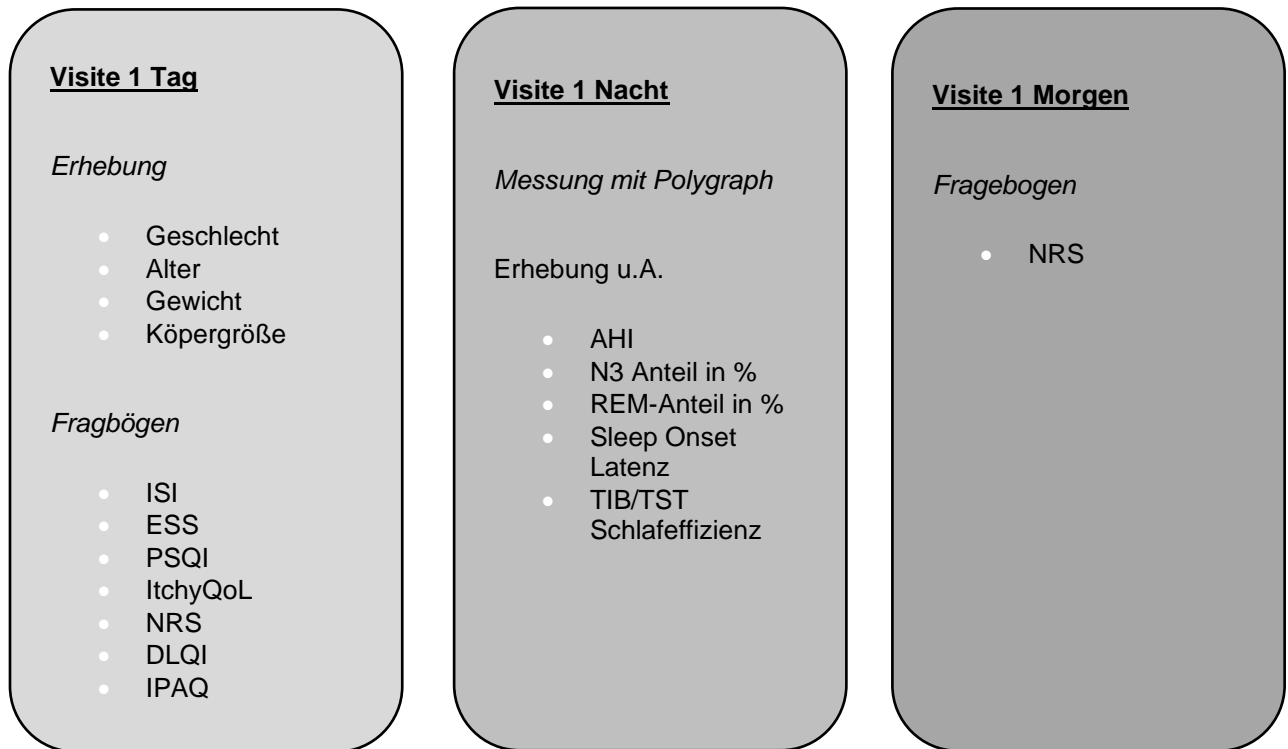 Visite 1 Tag
Erhebung
Geschlecht
Alter
Gewicht
Köpergröße
Fragbögen
ISI
ESS
PSQI
ItchyQoL
NRS
DLQI
IPAQ
Visite 1 Nacht
Messung mit Polygraph
Erhebung u.A.
AHI
N3 Anteil in %
REM-Anteil in %
Sleep Onset
Latenz
TIB/TST
Schlafeffizienz
Visite 1 Morgen
Fragebogen
NRS